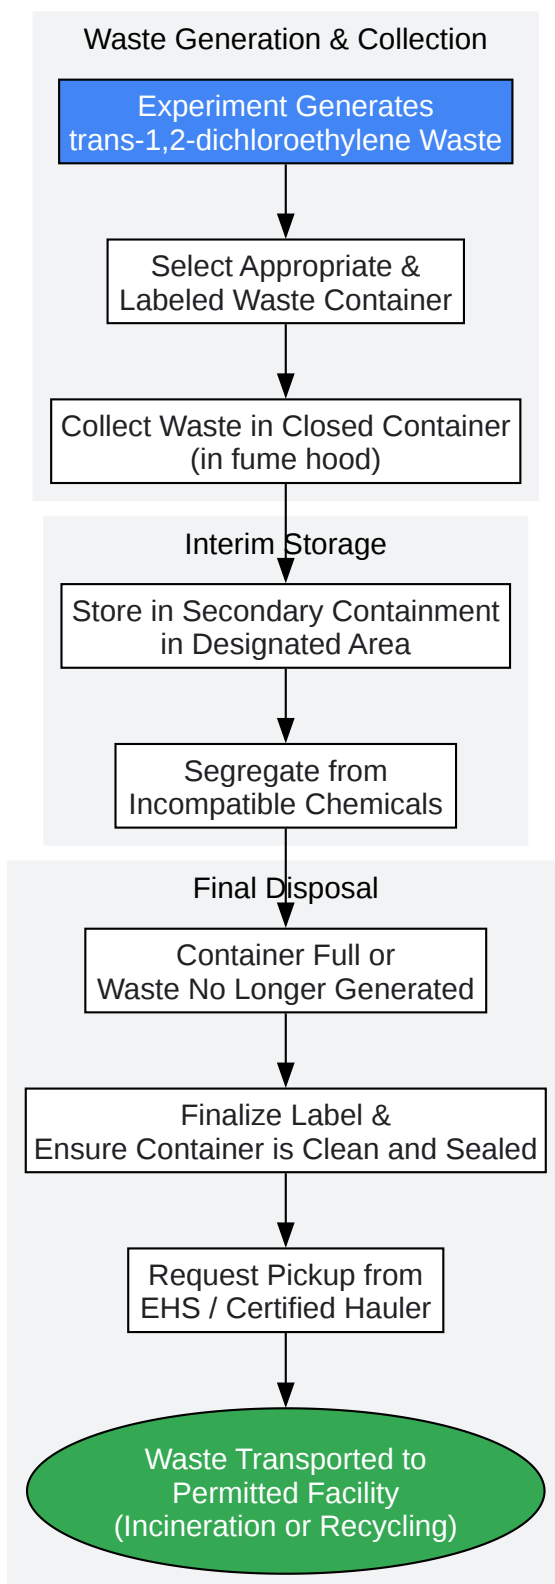 Waste Generation & Collection
Experiment Generates
trans-1,2-dichloroethylene Waste
Select Appropriate &
Labeled Waste Container
Collect Waste in Closed Container
(in fume hood)
Interim Storage
Store in Secondary Containment
in Designated Area
Segregate from
Incompatible Chemicals
Final Disposal
Container Full or
Waste No Longer Generated
Finalize Label &
Ensure Container is Clean and Sealed
Request Pickup from
EHS / Certified Hauler
Waste Transported to
Permitted Facility
(Incineration or Recycling)